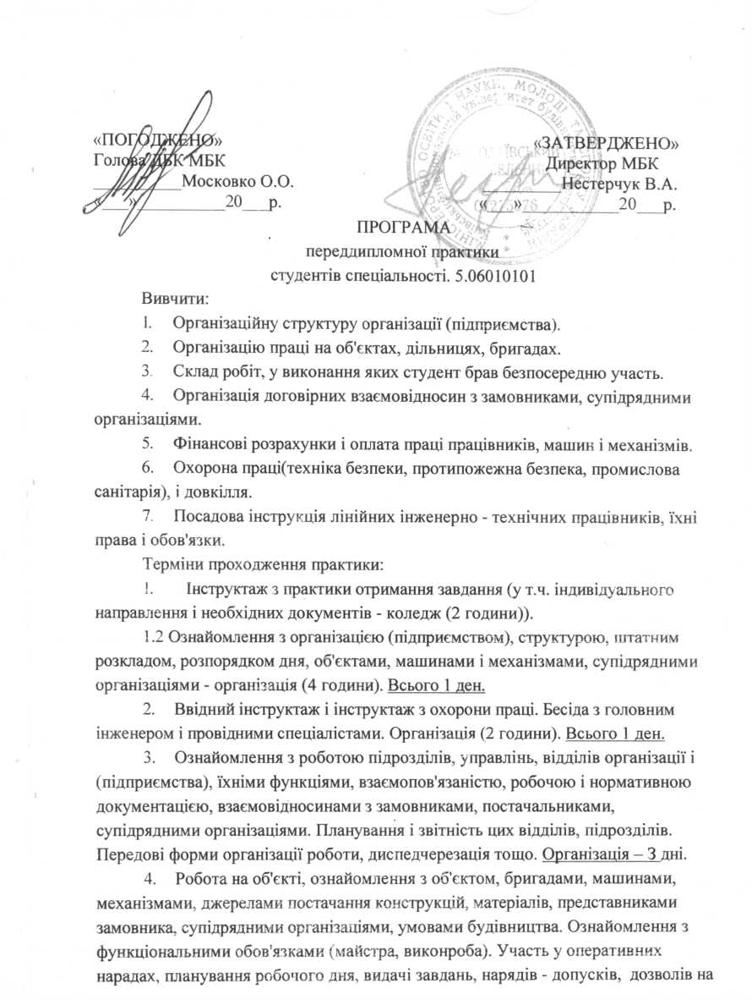 «ПОГОДЖЕНО»
Голова ЦВК МБК
__________Московко О.О.
«___»__________20___р.
«ЗАТВЕРДЖЕНО»
Директор МБК
_________Нестерчук В.А.
«___»___________20___р.
ПРОГРАМА
переддипломної практики
студентів спеціальності. 5.06010101
Вивчити:
1. Організаційну структуру організації (підприємства).
2. Організацію праці на об'єктах, дільницях, бригадах.
3. Склад робіт, у виконання яких студент брав безпосередню участь.
4. Організація договірних взаємовідносин з замовниками, супідрядними
організаціями.
5. Фінансові розрахунки і оплата праці працівників, машин і механізмів.
6. Охорона праці(техніка безпеки, протипожежна безпека, промислова
санітарія), і довкілля.
7. Посадова інструкція лінійних інженерно - технічних працівників, їхні
права і обов'язки.
Терміни проходження практики:
1. Інструктаж з практики отримання завдання (у т.ч. індивідуального
направлення і необхідних документів - коледж (2 години)).
1.2 Ознайомлення з організацією (підприємством), структурою, штатним
розкладом, розпорядком дня, об'єктами, машинами і механізмами, супідрядними
організаціями - організація (4 години). Всього 1 ден.
2. Ввідний інструктаж і інструктаж з охорони праці. Бесіда з головним
інженером і провідними спеціалістами. Організація (2 години). Всього 1 ден.
3. Ознайомлення з роботою підрозділів, управлінь, відділів організації і
(підприємства), їхніми функціями, взаємопов'язаністю, робочою і нормативною
документацією, взаємовідносинами з замовниками, постачальниками,
супідрядними організаціями. Планування і звітність цих відділів, підрозділів.
Передові форми організації роботи, диспедчерезація тощо. Організація – 3 дні.
4. Робота на об'єкті, ознайомлення з об'єктом, бригадами, машинами,
механізмами, джерелами постачання конструкцій, матеріалів, представниками
замовника, супідрядними організаціями, умовами будівництва. Ознайомлення з
функціональними обов'язками (майстра, виконроба). Участь у оперативних
нарадах, планування робочого дня, видачі завдань, нарядів - допусків, дозволів на